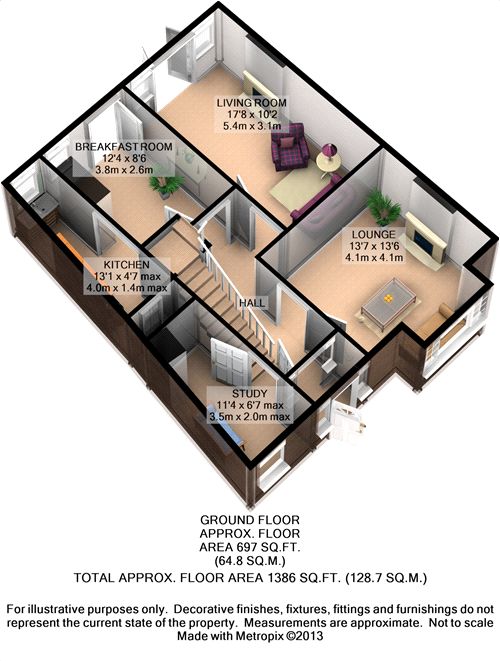 LIVING ROOM
17'8 x 10'2
5.4m x 3.1m
BREAKFAST ROOM
12'4 x 8'6
3.8m x 2.6m
LOUNGE
13'7 x 13'6
4.1m x 4.1m
KITCHEN
13'1 x 4'7 max
4.0m x 1.4m max
HALL
STUDY
11'4 x 6'7 max
3.5m x 2.0m max
GROUND FLOOR
APPROX. FLOOR
AREA 697 SQ.FT.
(64.8 SQ.M.)
TOTAL APPROX. FLOOR AREA 1386 SQ.FT. (128.7 SQ.M.)
For illustrative purposes only. Decorative finishes, fixtures, fittings and furnishings do not
represent the current state of the property. Measurements are approximate. Not to scale
Made with Metropix ©2013